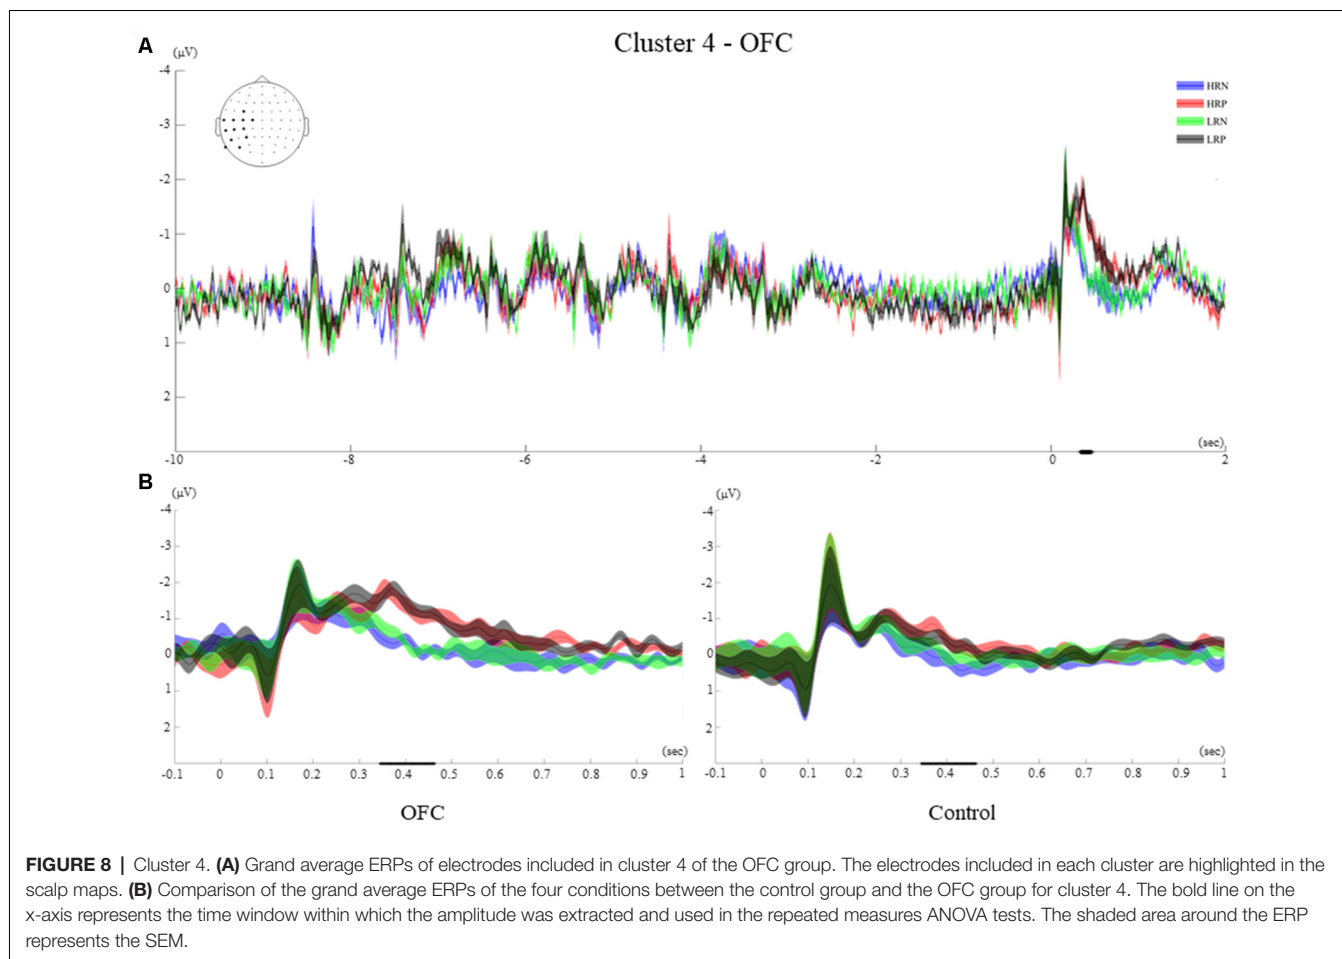 A
(µV)
Cluster 4 - OFC
-4
-3
-2
-1
0
1
2
HRN
HRP
LRN
LRP
(sec)
-10 -8 -6 -4 -2 0 2
B
(µV)
-4
-3
-2
-1
0
1
2
(sec)
-0.1 0 0.1 0.2 0.3 0.4 0.5 0.6 0.7 0.8 0.9 1
OFC
(µV)
-4
-3
-2
-1
0
1
2
(sec)
-0.1 0 0.1 0.2 0.3 0.4 0.5 0.6 0.7 0.8 0.9 1
Control
FIGURE 8 | Cluster 4. (A) Grand average ERPs of electrodes included in cluster 4 of the OFC group. The electrodes included in each cluster are highlighted in the
scalp maps. (B) Comparison of the grand average ERPs of the four conditions between the control group and the OFC group for cluster 4. The bold line on the
x-axis represents the time window within which the amplitude was extracted and used in the repeated measures ANOVA tests. The shaded area around the ERP
represents the SEM.